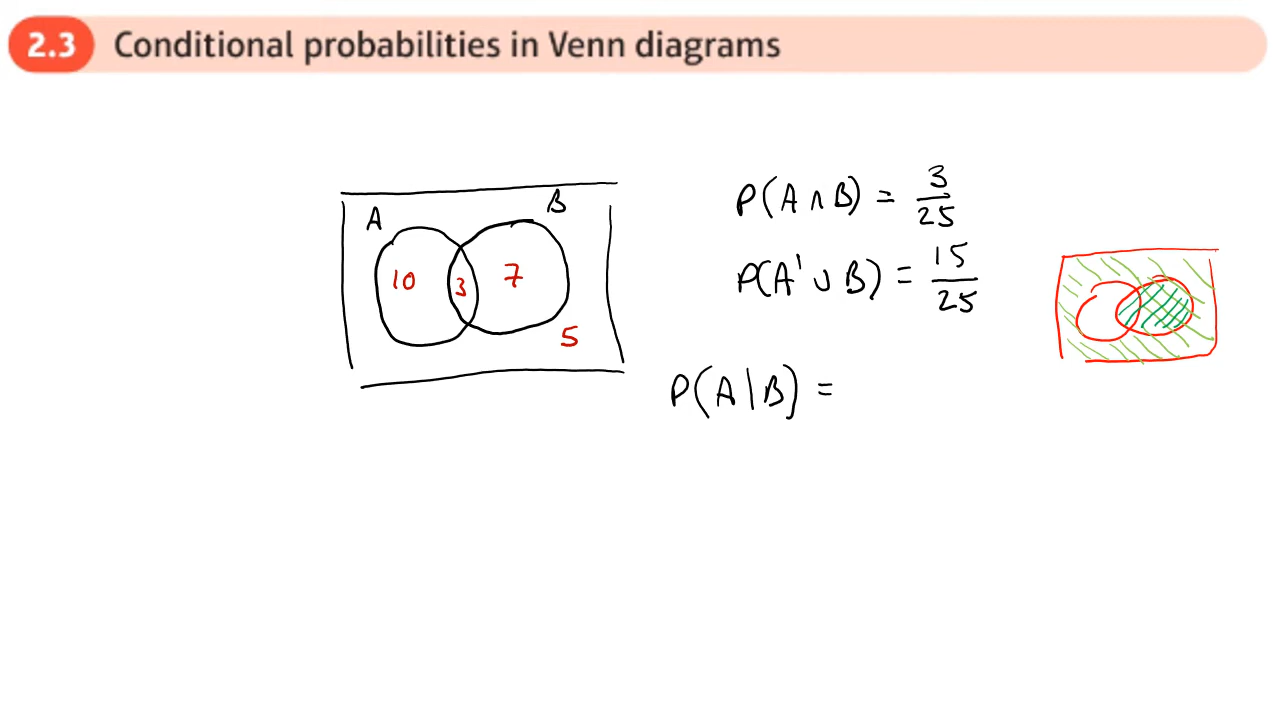 2.3 Conditional probabilities in Venn diagrams
A B
10 3 7
5
P(A ∩ B) = 3/25
P(A' ∪ B) = 15/25
P(A|B) =